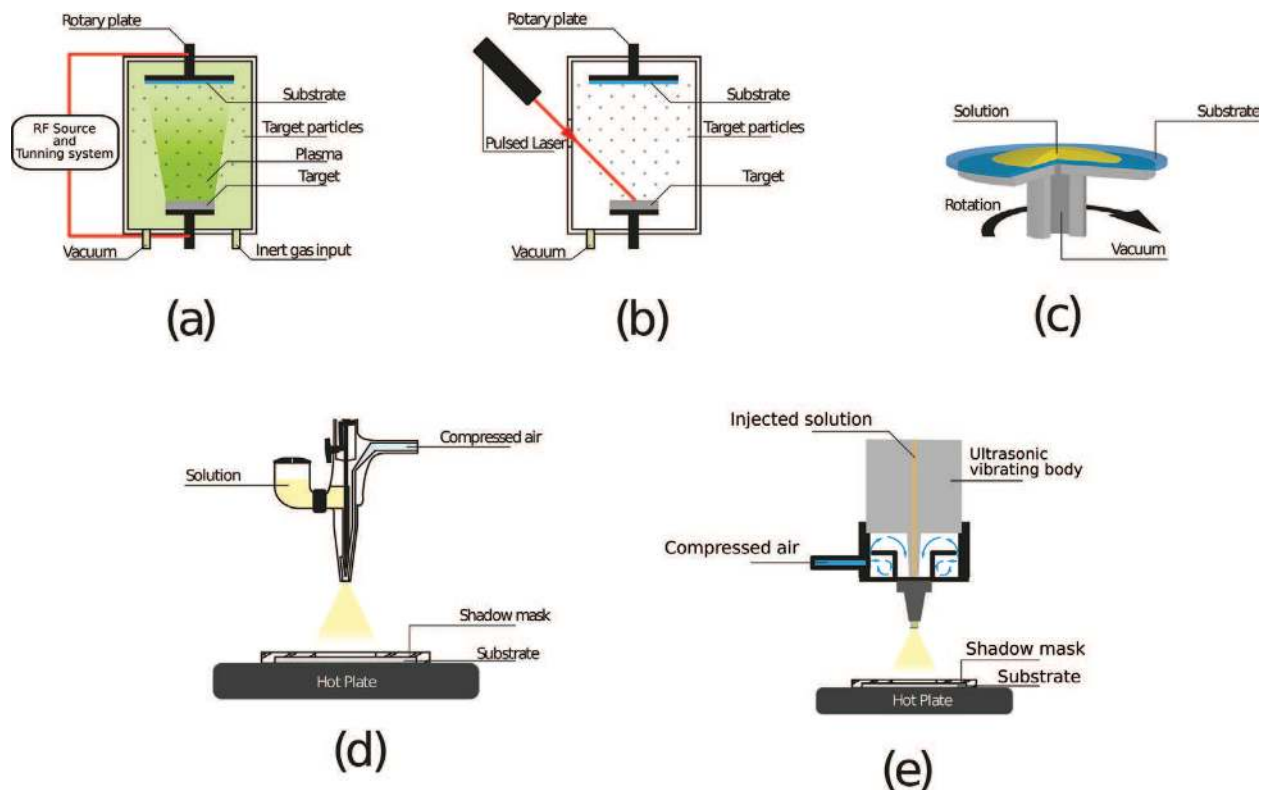 Rotary plate
Substrate
Target particles
RF Source
and
Tunning system
Plasma
Target
Vacuum
Inert gas input
(a)
Rotary plate
Substrate
Target particles
Pulsed Laser
Target
Vacuum
(b)
Solution
Substrate
Rotation
Vacuum
(c)
Compressed air
Solution
Shadow mask
Substrate
Hot Plate
(d)
Injected solution
Ultrasonic
vibrating body
Compressed air
Shadow mask
Substrate
Hot Plate
(e)